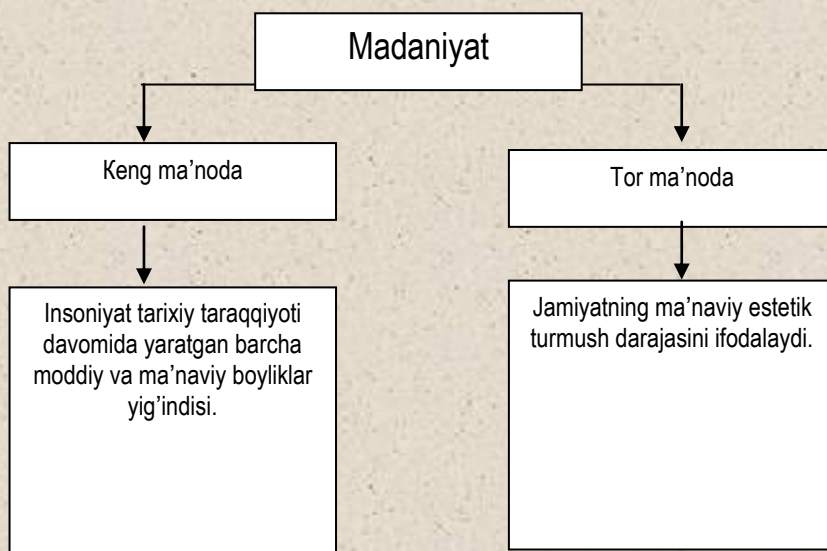 Madaniyat
Keng ma’noda
Tor ma’noda
Insoniyat tarixiy taraqqiyoti
davomida yaratgan barcha
moddiy va ma’naviy boyliklar
yig’indisi.
Jamiyatning ma’naviy estetik
turmush darajasini ifodalaydi.